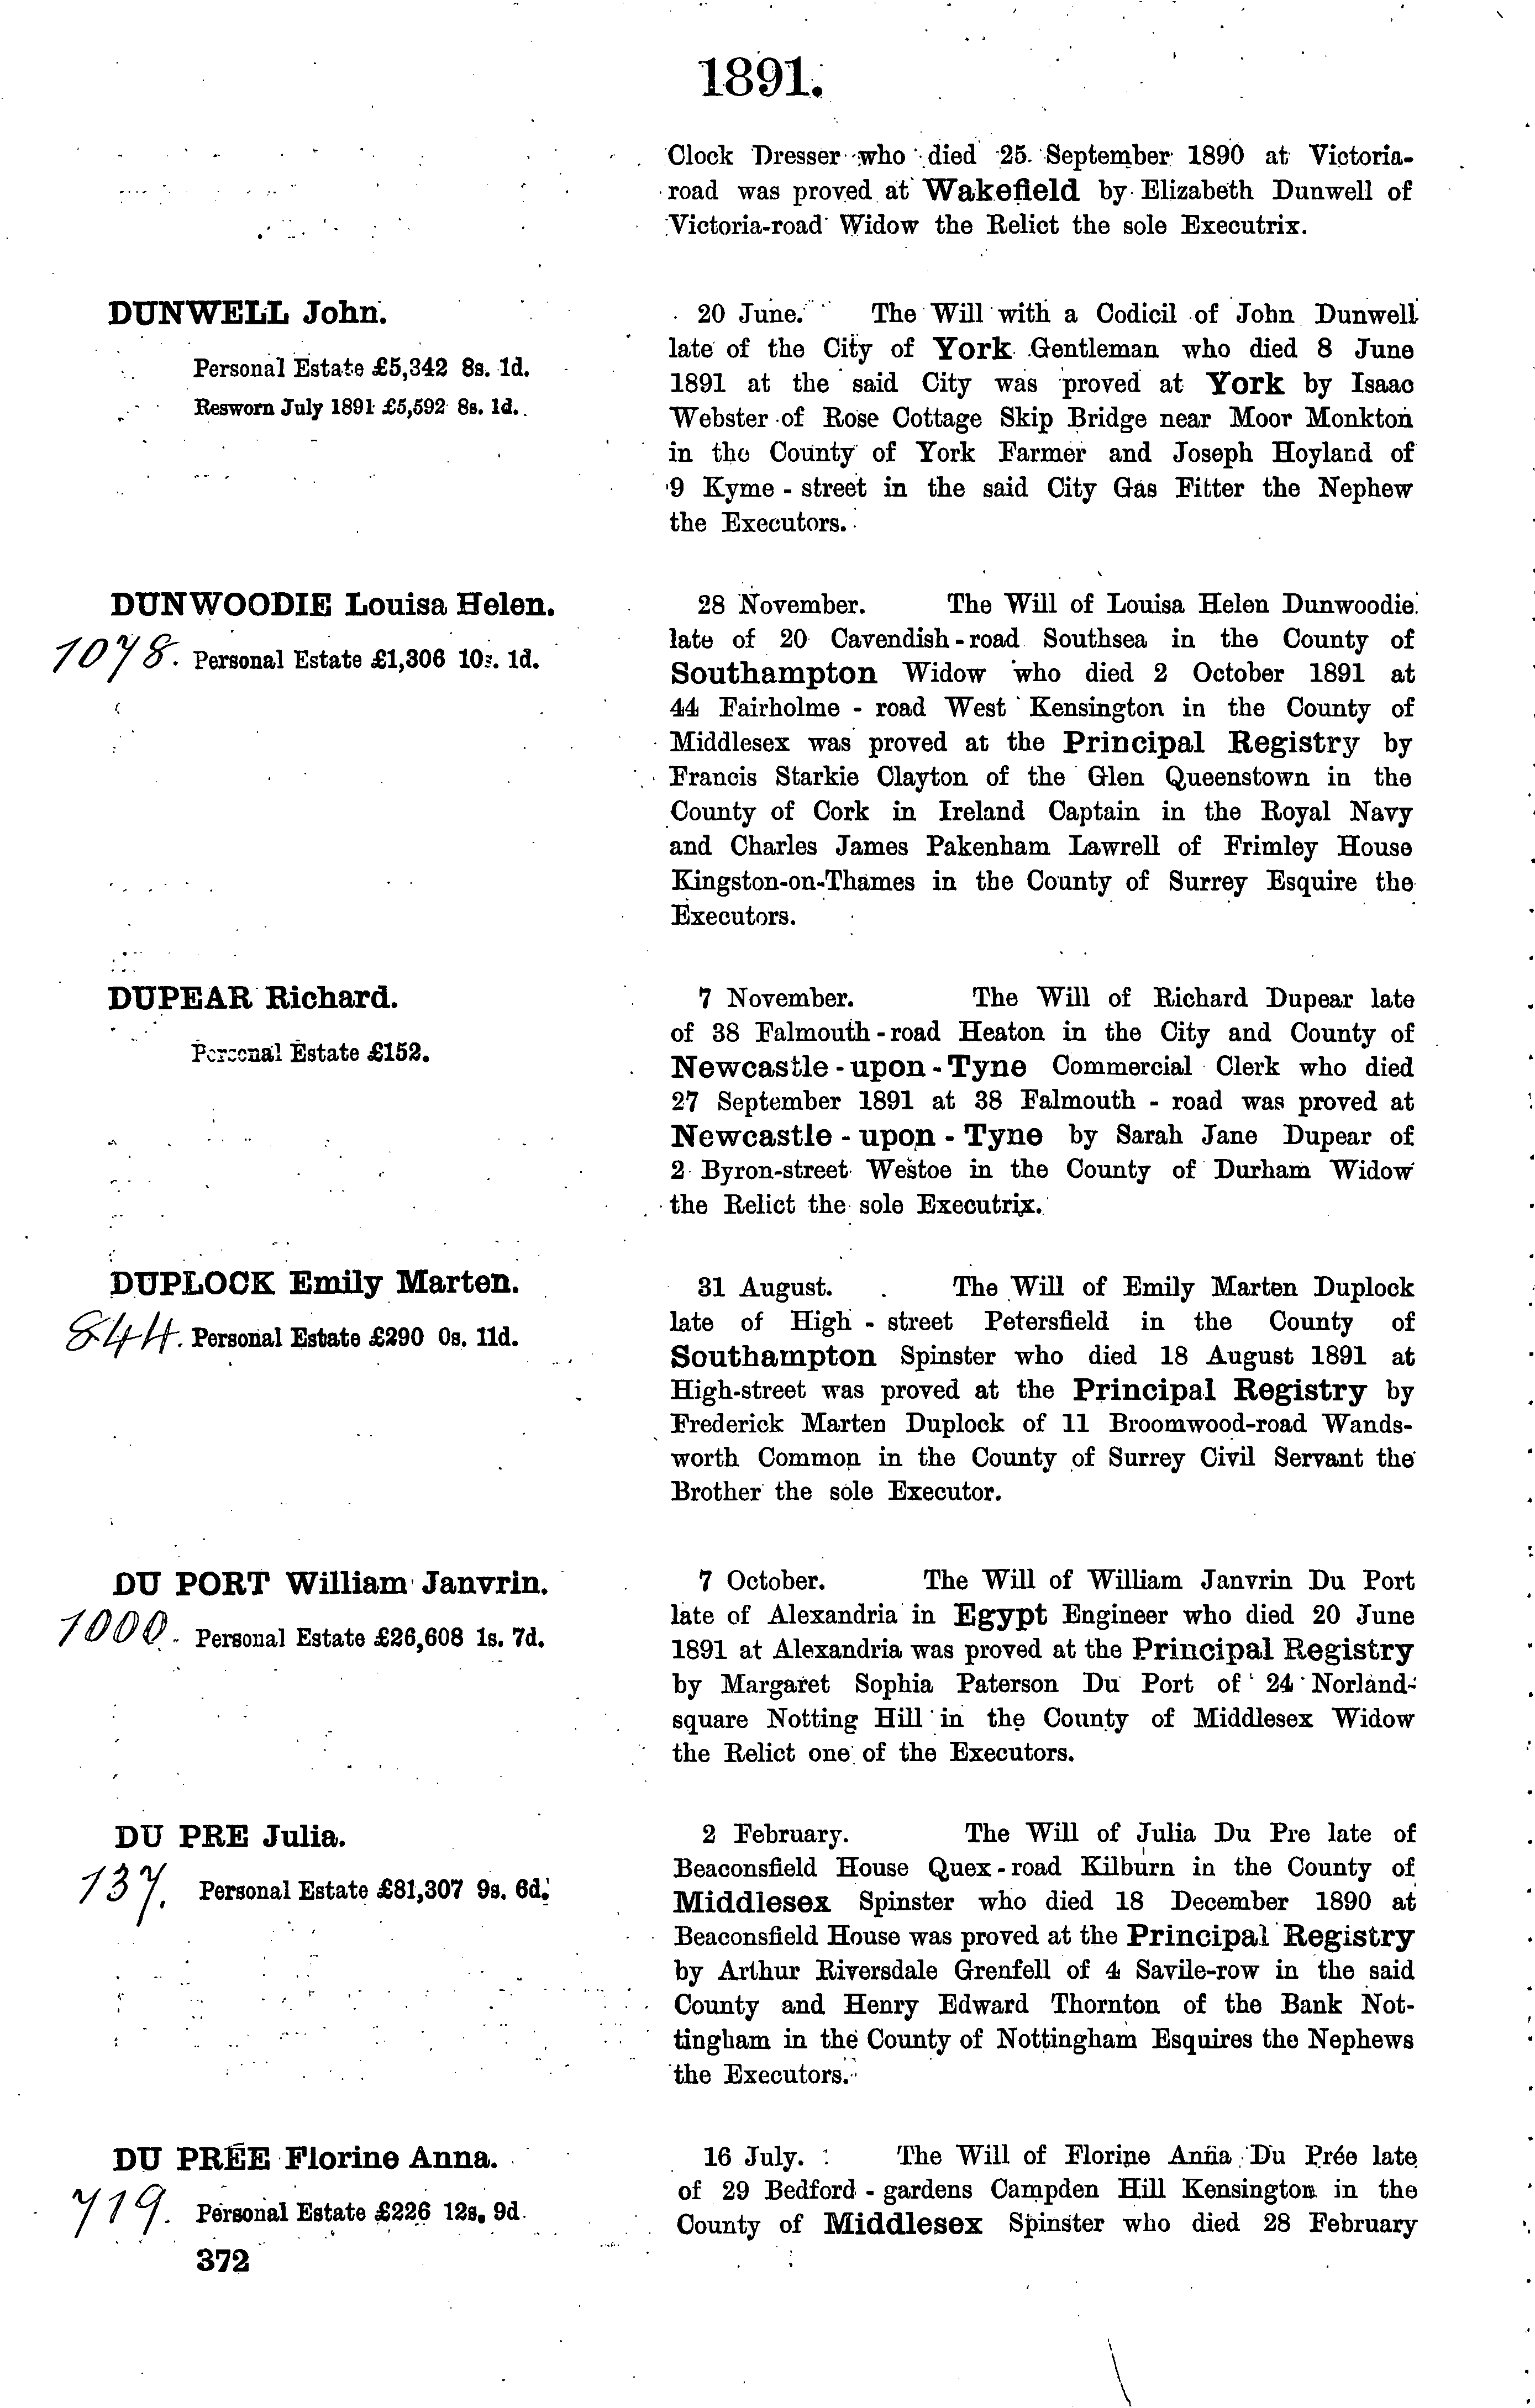 1891.
Clock Dresser who died 25 September 1890 at Victoria-
road was proved at Wakefield by Elizabeth Dunwell of
Victoria-road Widow the Relict the sole Executrix.
DUNWELL John.
Personal Estate £5,342 8s. 1d.
Resworn July 1891 £5,592 8s. 1d.
20 June. The Will with a Codicil of John Dunwell
late of the City of York Gentleman who died 8 June
1891 at the said City was proved at York by Isaac
Webster of Rose Cottage Skip Bridge near Moor Monkton
in the County of York Farmer and Joseph Hoyland of
9 Kyme - street in the said City Gas Fitter the Nephew
the Executors.
DUNWOODIE Louisa Helen.
1078. Personal Estate £1,306 10s. 1d.
28 November. The Will of Louisa Helen Dunwoodie
late of 20 Cavendish-road Southsea in the County of
Southampton Widow who died 2 October 1891 at
44 Fairholme - road West Kensington in the County of
Middlesex was proved at the Principal Registry by
Francis Starkie Clayton of the Glen Queenstown in the
County of Cork in Ireland Captain in the Royal Navy
and Charles James Pakenham Lawrell of Frimley House
Kingston-on-Thames in the County of Surrey Esquire the
Executors.
DUPEAR Richard.
Personal Estate £152.
7 November. The Will of Richard Dupear late
of 38 Falmouth-road Heaton in the City and County of
Newcastle-upon-Tyne Commercial Clerk who died
27 September 1891 at 38 Falmouth - road was proved at
Newcastle - upon - Tyne by Sarah Jane Dupear of
2 Byron-street Westoe in the County of Durham Widow
the Relict the sole Executrix.
DUPLOCK Emily Marten.
844. Personal Estate £290 0s. 11d.
31 August. The Will of Emily Marten Duplock
late of High - street Petersfield in the County of
Southampton Spinster who died 18 August 1891 at
High-street was proved at the Principal Registry by
Frederick Marten Duplock of 11 Broomwood-road Wands-
worth Common in the County of Surrey Civil Servant the
Brother the sole Executor.
DU PORT William Janvrin.
1000. Personal Estate £26,608 1s. 7d.
7 October. The Will of William Janvrin Du Port
late of Alexandria in Egypt Engineer who died 20 June
1891 at Alexandria was proved at the Principal Registry
by Margaret Sophia Paterson Du Port of 24 Norland-
square Notting Hill in the County of Middlesex Widow
the Relict one of the Executors.
DU PRE Julia.
137. Personal Estate £81,307 9s. 6d.
2 February. The Will of Julia Du Pre late of
Beaconsfield House Quex-road Kilburn in the County of
Middlesex Spinster who died 18 December 1890 at
Beaconsfield House was proved at the Principal Registry
by Arthur Riversdale Grenfell of 4 Savile-row in the said
County and Henry Edward Thornton of the Bank Not-
tingham in the County of Nottingham Esquires the Nephews
the Executors.
DU PRÉE Florine Anna.
719. Personal Estate £226 12s. 9d.
16 July. The Will of Florine Anna Du Prée late
of 29 Bedford - gardens Campden Hill Kensington in the
County of Middlesex Spinster who died 28 February
372